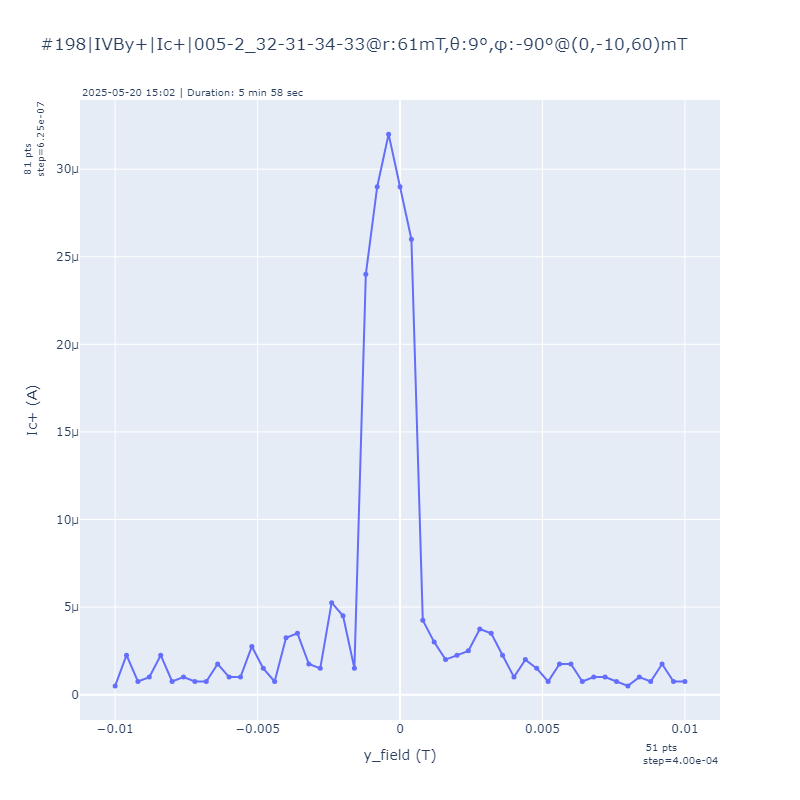 #198|IVBy+|Ic+|005-2_32-31-34-33@r:61mT,θ:9º,φ:-90º@(0,-10,60)mT
2025-05-20 15:02 | Duration: 5 min 58 sec
81 pts
step=6.25e-07
30μ
25μ
20μ
15μ
10μ
5μ
0
Ic+ (A)
−0.01
−0.005
0
0.005
0.01
y_field (T)
51 pts
step=4.00e-04